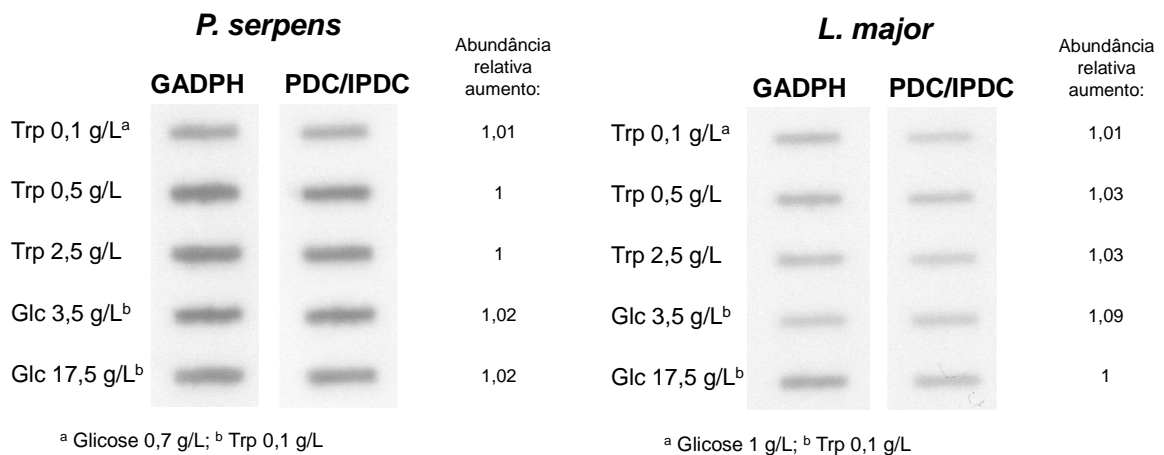 P. serpens
Abundância
relativa
aumento:
GADPH PDC/IPDC
Trp 0,1 g/Lᵃ 1,01
Trp 0,5 g/L 1
Trp 2,5 g/L 1
Glc 3,5 g/Lᵇ 1,02
Glc 17,5 g/Lᵇ 1,02
ᵃ Glicose 0,7 g/L; ᵇ Trp 0,1 g/L
L. major
Abundância
relativa
aumento:
GADPH PDC/IPDC
Trp 0,1 g/Lᵃ 1,01
Trp 0,5 g/L 1,03
Trp 2,5 g/L 1,03
Glc 3,5 g/Lᵇ 1,09
Glc 17,5 g/Lᵇ 1
ᵃ Glicose 1 g/L; ᵇ Trp 0,1 g/L